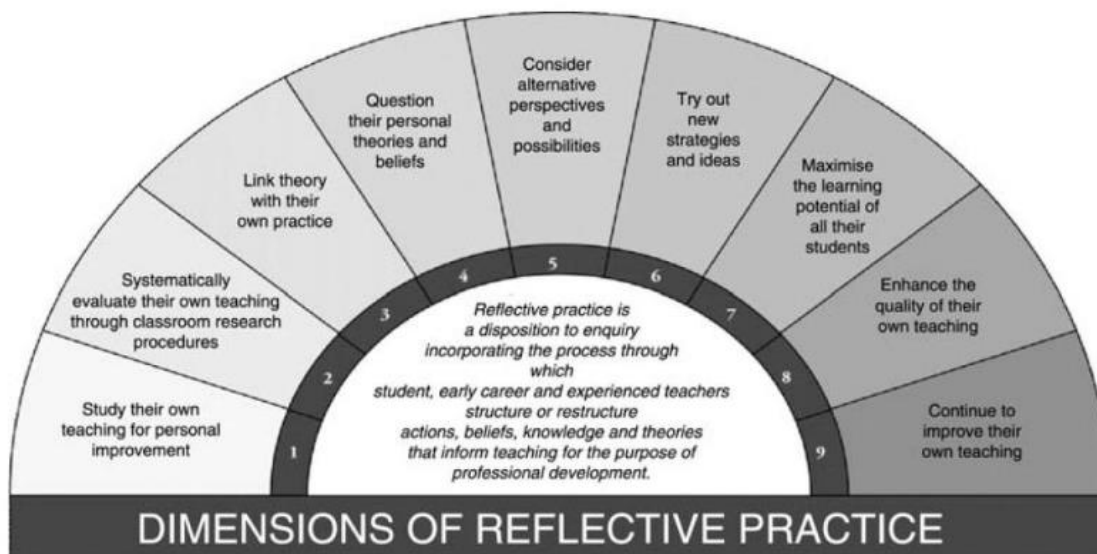 Study their own
teaching for personal
improvement
Systematically
evaluate their own teaching
through classroom research
procedures
Link theory
with their
own practice
Question
their personal
theories and
beliefs
Consider
alternative
perspectives
and
possibilities
Try out
new
strategies
and ideas
Maximise
the learning
potential of
all their
students
Enhance the
quality of their
own teaching
Continue to
improve their
own teaching
1
2
3
4
5
6
7
8
9
Reflective practice is
a disposition to enquiry
incorporating the process through
which
student, early career and experienced teachers
structure or restructure
actions, beliefs, knowledge and theories
that inform teaching for the purpose of
professional development.
DIMENSIONS OF REFLECTIVE PRACTICE